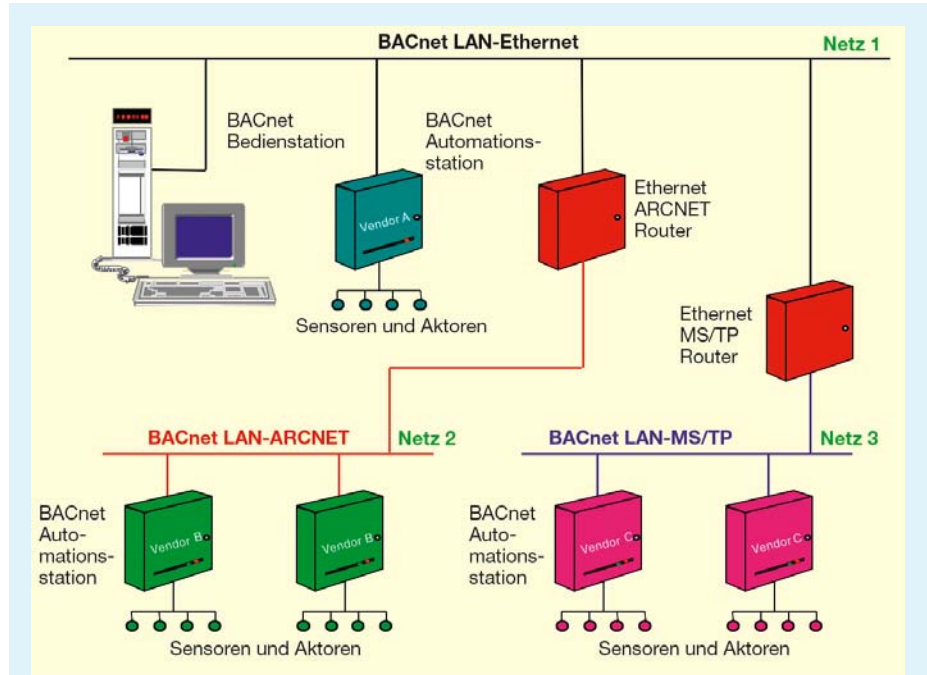 BACnet LAN-Ethernet
Netz 1
BACnet
Bedienstation
BACnet
Automations-
station
Vendor A
Ethernet
ARCNET
Router
Sensoren und Aktoren
Ethernet
MS/TP
Router
BACnet LAN-ARCNET
Netz 2
BACnet LAN-MS/TP
Netz 3
BACnet
Auto-
mations-
station
Vendor B
Vendor B
BACnet
Auto-
mations-
station
Vendor C
Vendor C
Sensoren und Aktoren
Sensoren und Aktoren